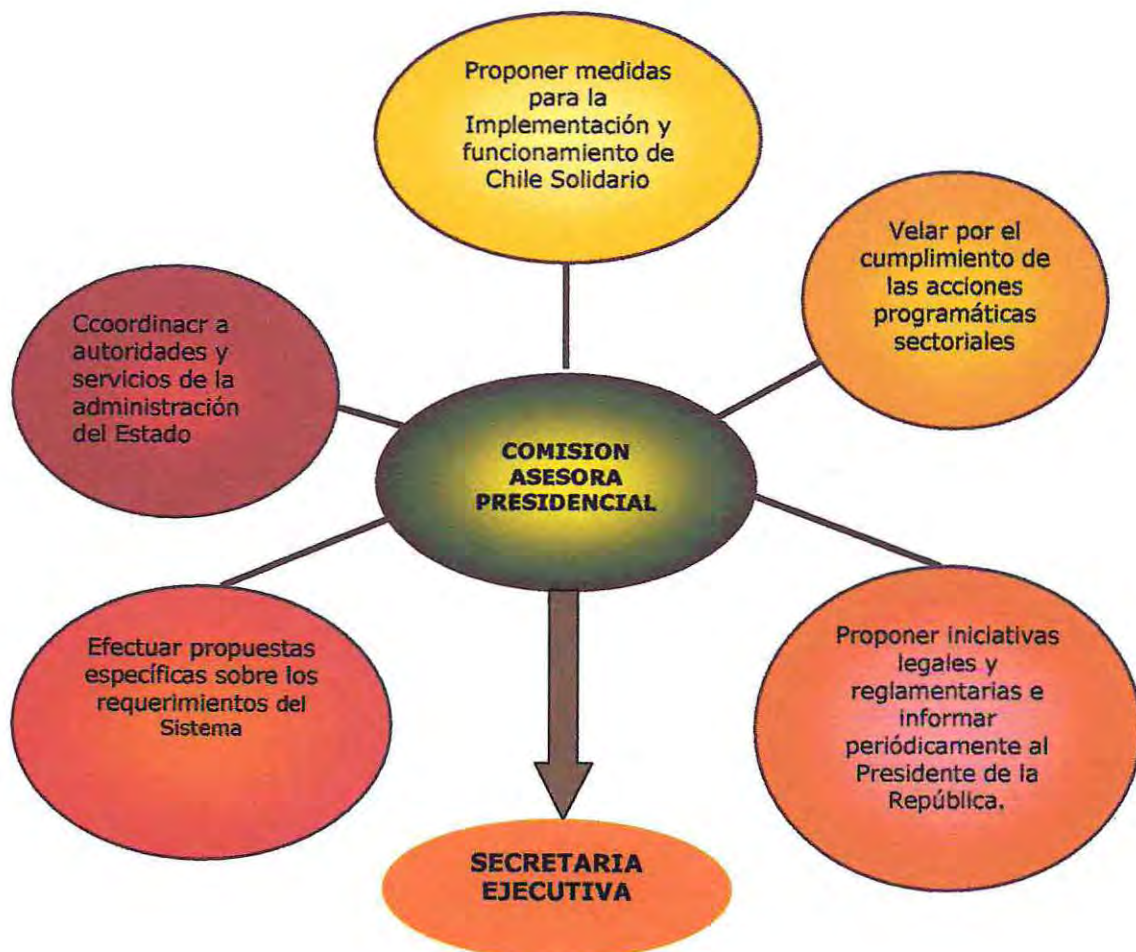 Proponer medidas
para la
Implementación y
funcionamiento de
Chile Solidario
Velar por el
cumplimiento de
las acciones
programáticas
sectoriales
Ccoordinacr a
autoridades y
servicios de la
administración
del Estado
COMISION
ASESORA
PRESIDENCIAL
Efectuar propuestas
específicas sobre los
requerimientos del
Sistema
Proponer iniciativas
legales y
reglamentarias e
informar
periódicamente al
Presidente de la
República.
SECRETARIA
EJECUTIVA